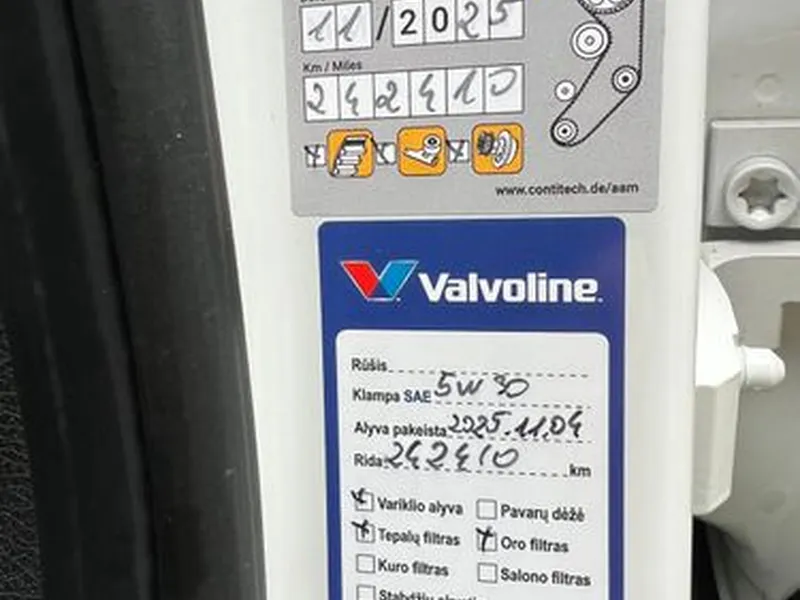 11/2025
Km / Miles
242410
www.contitech.de/aam
Valvoline
Rūšis
Klampa SAE 5W30
Alyva pakeista 2025.11.04
Rida 242410 km
Variklio alyva
Pavarų dėžė
Tepalų filtras
Oro filtras
Kuro filtras
Salono filtras